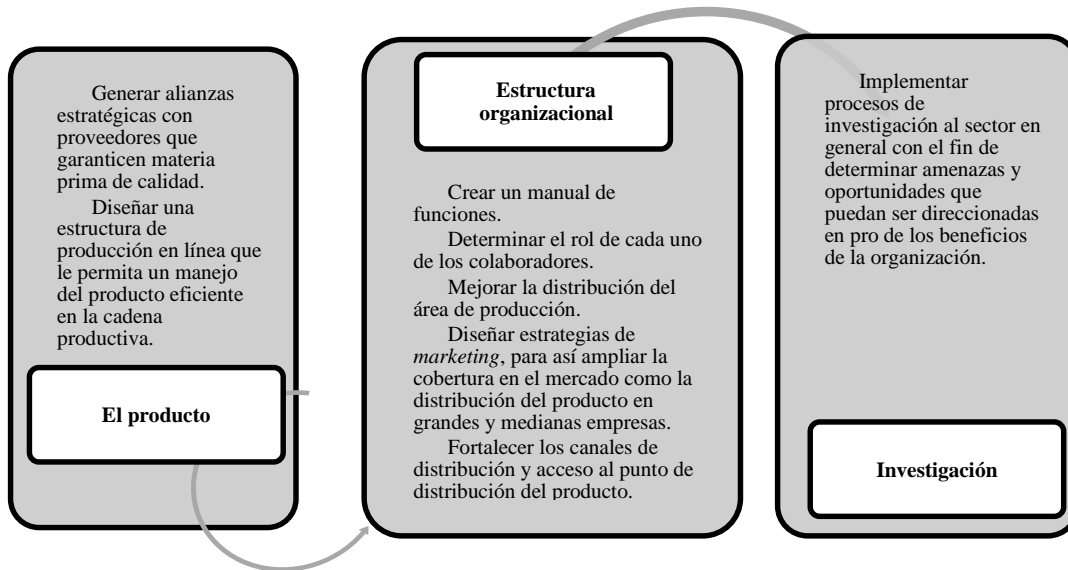 Generar alianzas
estratégicas con
proveedores que
garanticen materia
prima de calidad.
Diseñar una
estructura de
producción en línea que
le permita un manejo
del producto eficiente
en la cadena
productiva.
El producto
Estructura
organizacional
Crear un manual de
funciones.
Determinar el rol de cada uno
de los colaboradores.
Mejorar la distribución del
área de producción.
Diseñar estrategias de
marketing, para así ampliar la
cobertura en el mercado como la
distribución del producto en
grandes y medianas empresas.
Fortalecer los canales de
distribución y acceso al punto de
distribución del producto.
Implementar
procesos de
investigación al sector en
general con el fin de
determinar amenazas y
oportunidades que
puedan ser direccionadas
en pro de los beneficios
de la organización.
Investigación